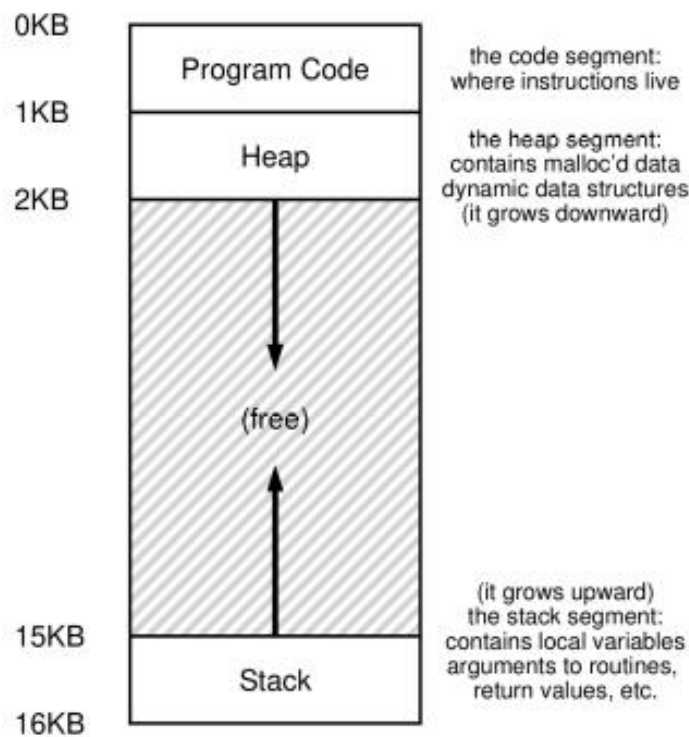 0KB
Program Code
the code segment:
where instructions live
1KB
Heap
the heap segment:
contains malloc'd data
dynamic data structures
(it grows downward)
2KB
(free)
(it grows upward)
the stack segment:
contains local variables
arguments to routines,
return values, etc.
15KB
Stack
16KB